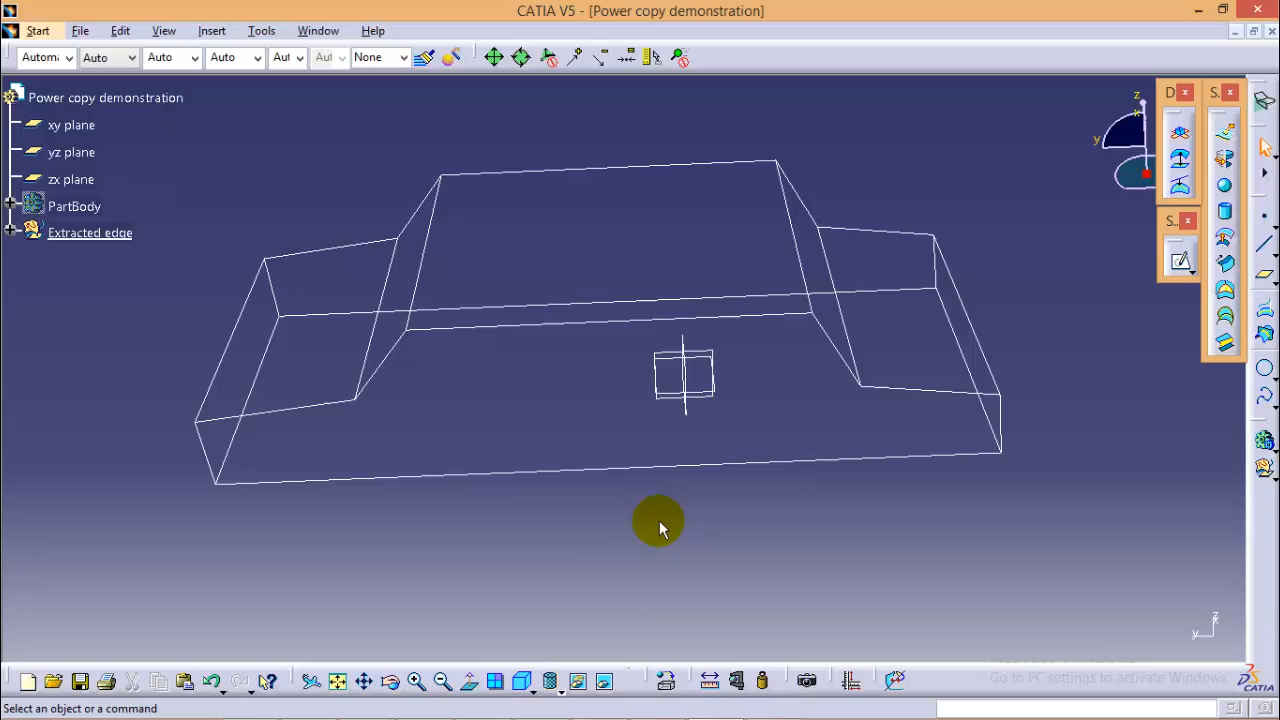 CATIA V5 - [Power copy demonstration]
Start File Edit View Insert Tools Window Help
Auto Auto Auto Aut Aut None
Power copy demonstration
xy plane
yz plane
zx plane
PartBody
Extracted edge
D...
S...
S...
z
x
y
z
x
y
Go to PC settings to activate Windows.
CATIA
Select an object or a command